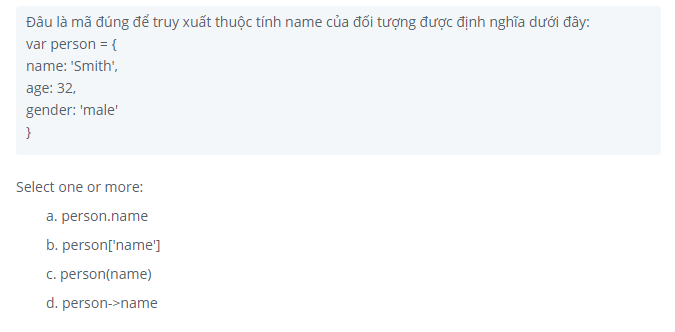 Đâu là mã đúng để truy xuất thuộc tính name của đối tượng được định nghĩa dưới đây:
var person = {
name: 'Smith',
age: 32,
gender: 'male'
}
Select one or more:
a. person.name
b. person['name']
c. person(name)
d. person->name